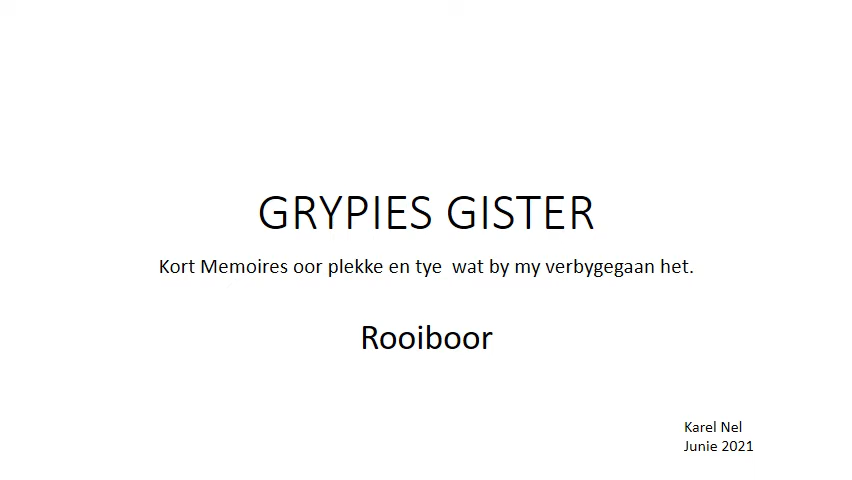 GRYPIES GISTER
Kort Memoires oor plekke en tye  wat by my verbygegaan het.
Rooiboor
Karel Nel
Junie 2021